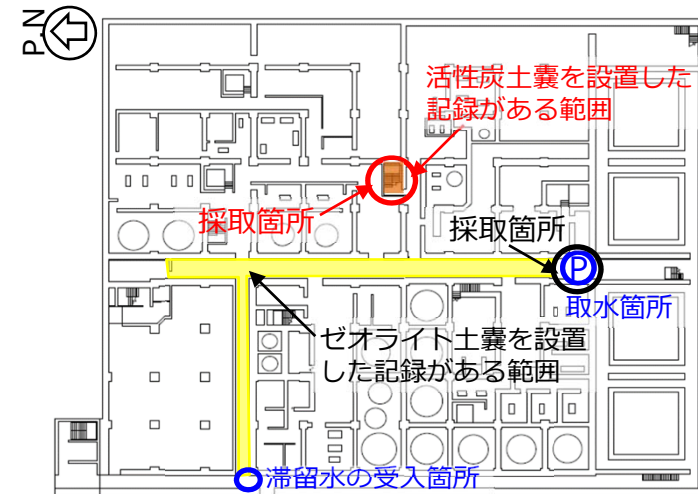 P.N
活性炭土嚢を設置した
記録がある範囲
採取箇所
採取箇所
P
取水箇所
ゼオライト土嚢を設置
した記録がある範囲
滞留水の受入箇所